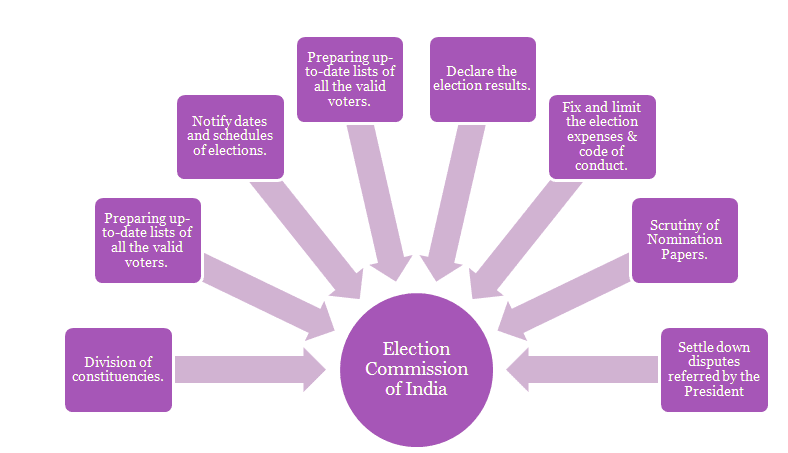 Division of
constituencies.
Preparing up-
to-date lists of
all the valid
voters.
Notify dates
and schedules
of elections.
Preparing up-
to-date lists of
all the valid
voters.
Declare the
election results.
Fix and limit
the election
expenses &
code of
conduct.
Scrutiny of
Nomination
Papers.
Settle down
disputes
referred by the
President
Election
Commission
of India